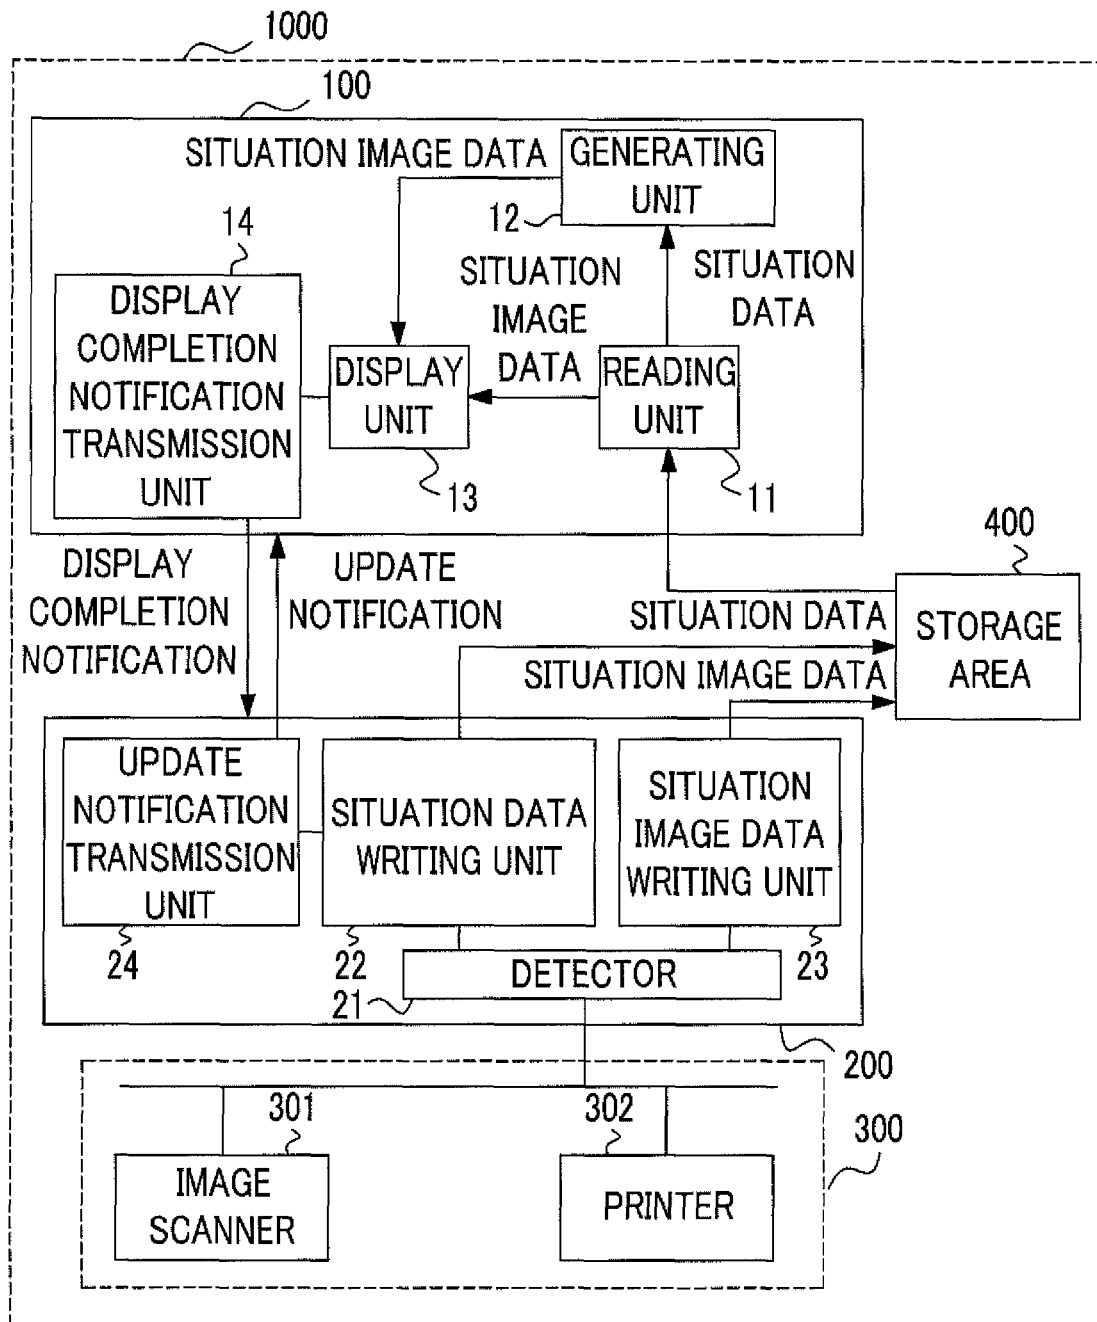 1000
100
SITUATION IMAGE DATA
GENERATING
UNIT
12
14
SITUATION
IMAGE
DATA
SITUATION
DATA
DISPLAY
COMPLETION
NOTIFICATION
TRANSMISSION
UNIT
DISPLAY
UNIT
READING
UNIT
13
11
400
DISPLAY
COMPLETION
NOTIFICATION
UPDATE
NOTIFICATION
SITUATION DATA
SITUATION IMAGE DATA
STORAGE
AREA
UPDATE
NOTIFICATION
TRANSMISSION
UNIT
SITUATION DATA
WRITING UNIT
SITUATION
IMAGE DATA
WRITING UNIT
24
22
23
DETECTOR
21
200
301
302
300
IMAGE
SCANNER
PRINTER